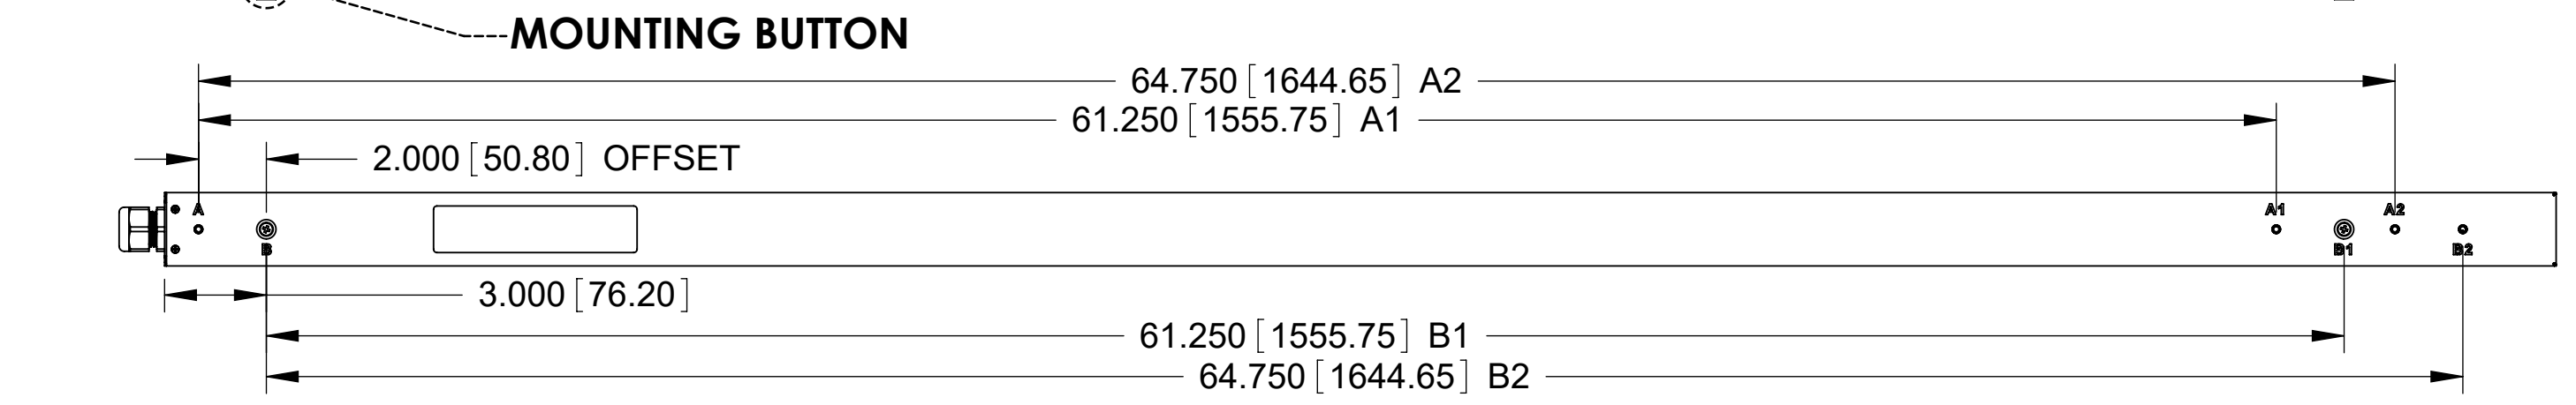 MOUNTING BUTTON
64.750 [1644.65] A2
61.250 [1555.75] A1
2.000 [50.80] OFFSET
A
A1
A2
B
B1
B2
3.000 [76.20]
61.250 [1555.75] B1
64.750 [1644.65] B2